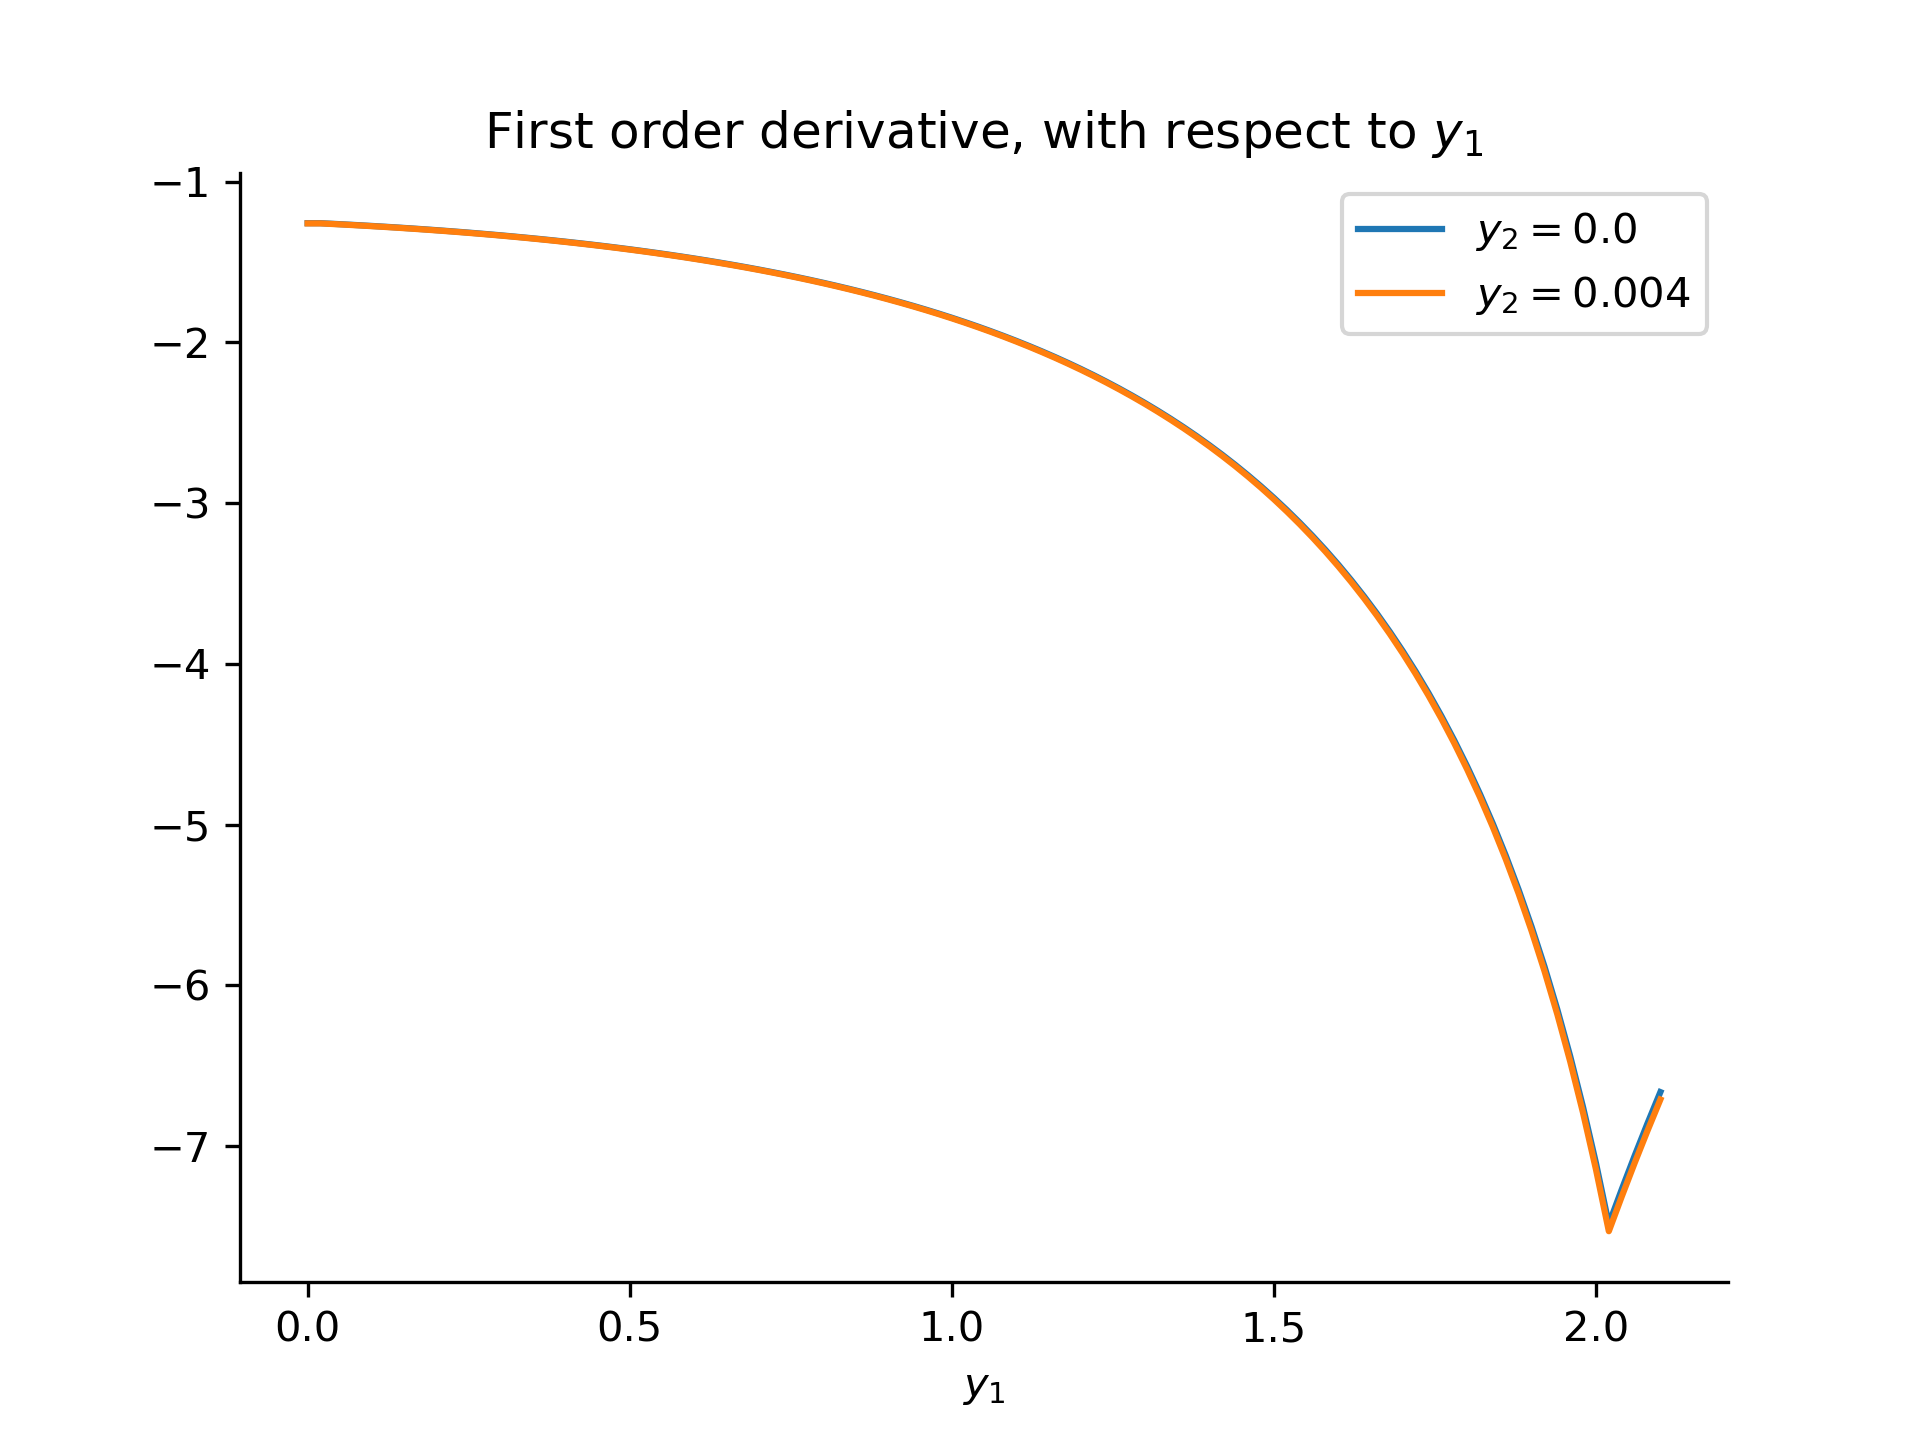 First order derivative, with respect to y₁
−1
−2
−3
−4
−5
−6
−7
y₂ = 0.0
y₂ = 0.004
0.0 0.5 1.0 1.5 2.0
y₁